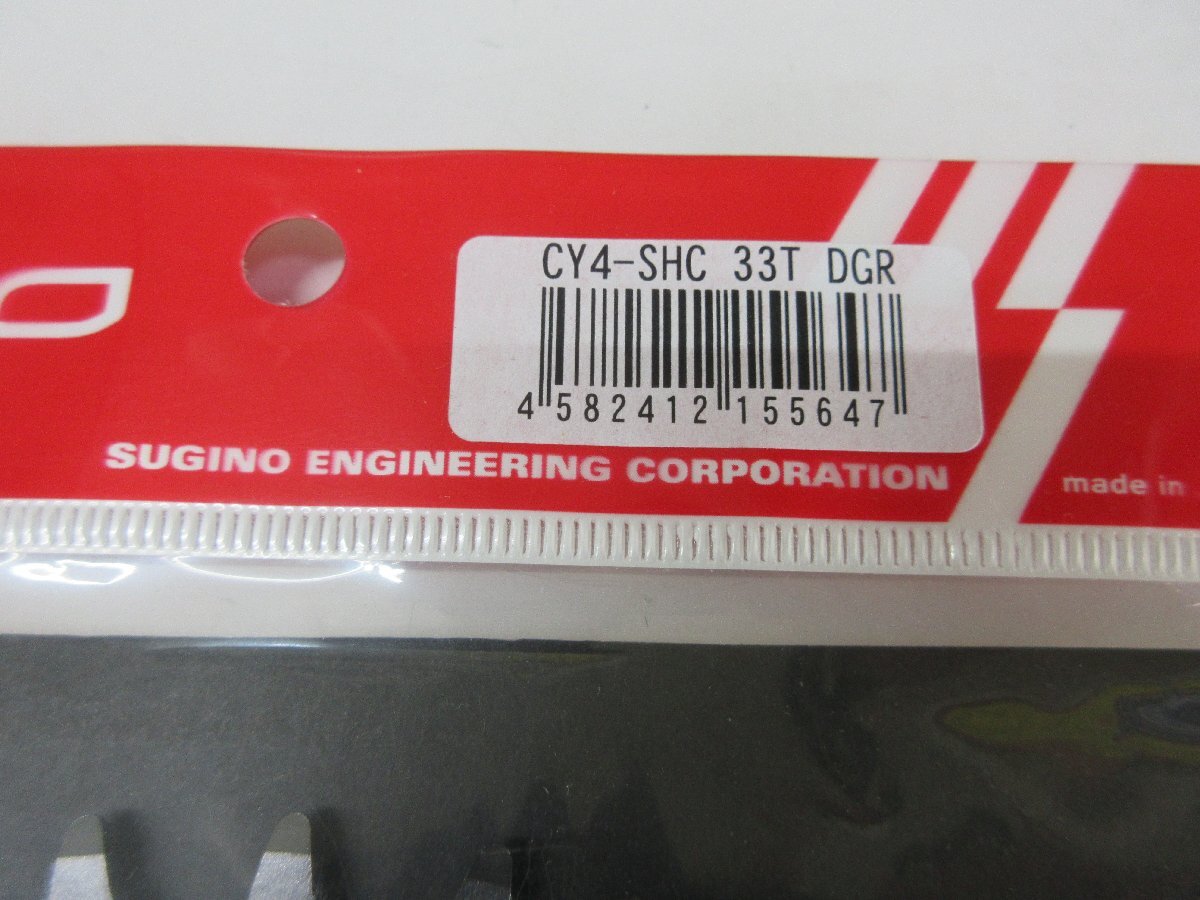 CY4-SHC 33T DGR
4 582412 155647
SUGINO ENGINEERING CORPORATION
made in